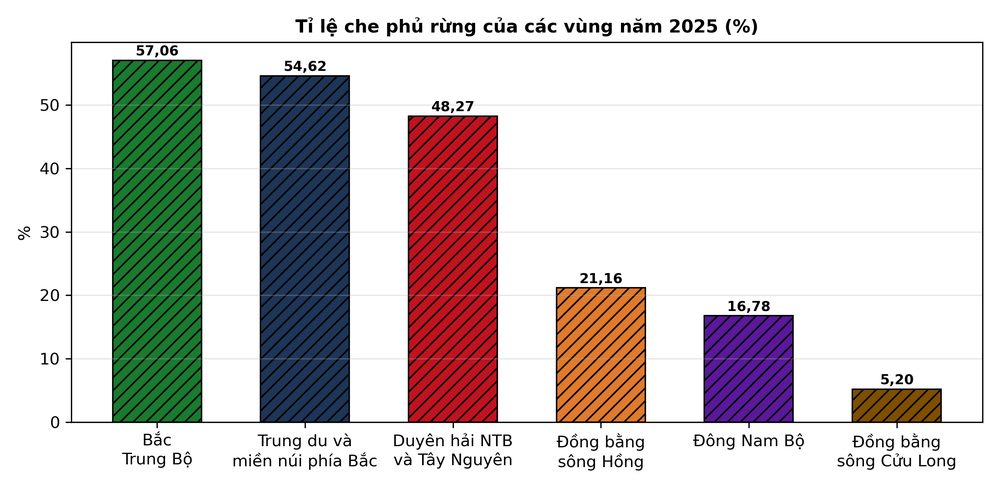 Tỉ lệ che phủ rừng của các vùng năm 2025 (%)
57,06
54,62
48,27
21,16
16,78
5,20
%
50
40
30
20
10
0
Bắc
Trung Bộ
Trung du và
miền núi phía Bắc
Duyên hải NTB
và Tây Nguyên
Đồng bằng
sông Hồng
Đông Nam Bộ
Đồng bằng
sông Cửu Long